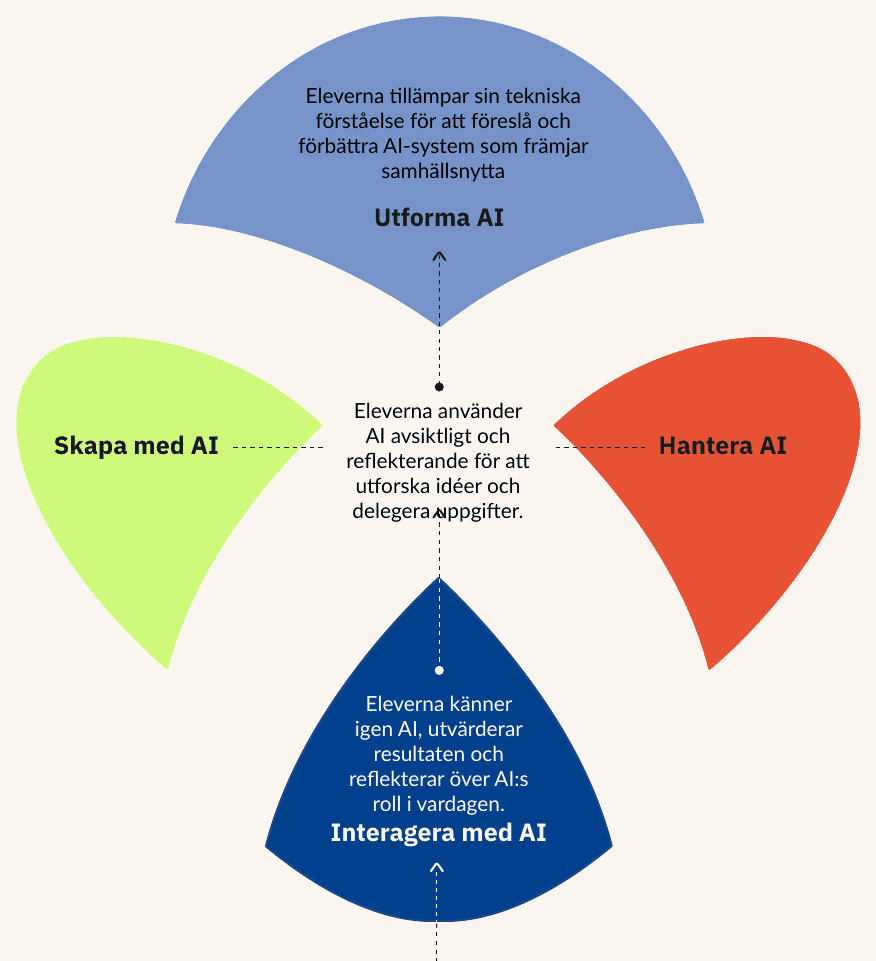 Eleverna tillämpar sin tekniska
förståelse för att föreslå och
förbättra AI-system som främjar
samhällsnytta
Utforma AI
Skapa med AI
Eleverna använder
AI avsiktligt och
reflekterande för att
utforska idéer och
delegera uppgifter.
Hantera AI
Eleverna känner
igen AI, utvärderar
resultaten och
reflekterar över AI:s
roll i vardagen.
Interagera med AI